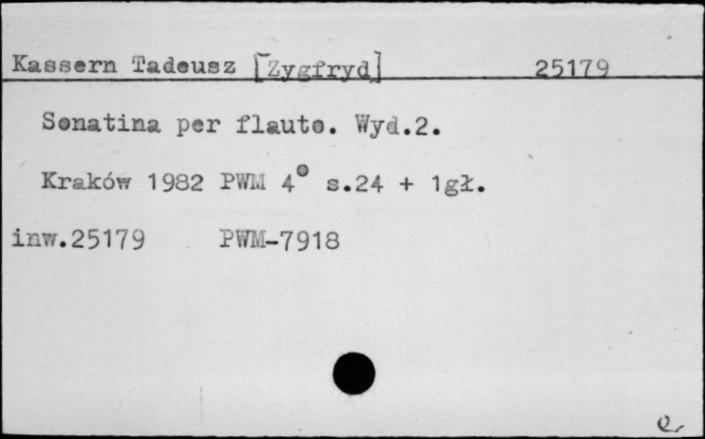 Kassern Tadeusz [Zygfryd] 25179
Sonatina per flauto. Wyd.2.
Kraków 1982 PWM 4° s.24 + 1gł.
inw.25179 PWM-7918